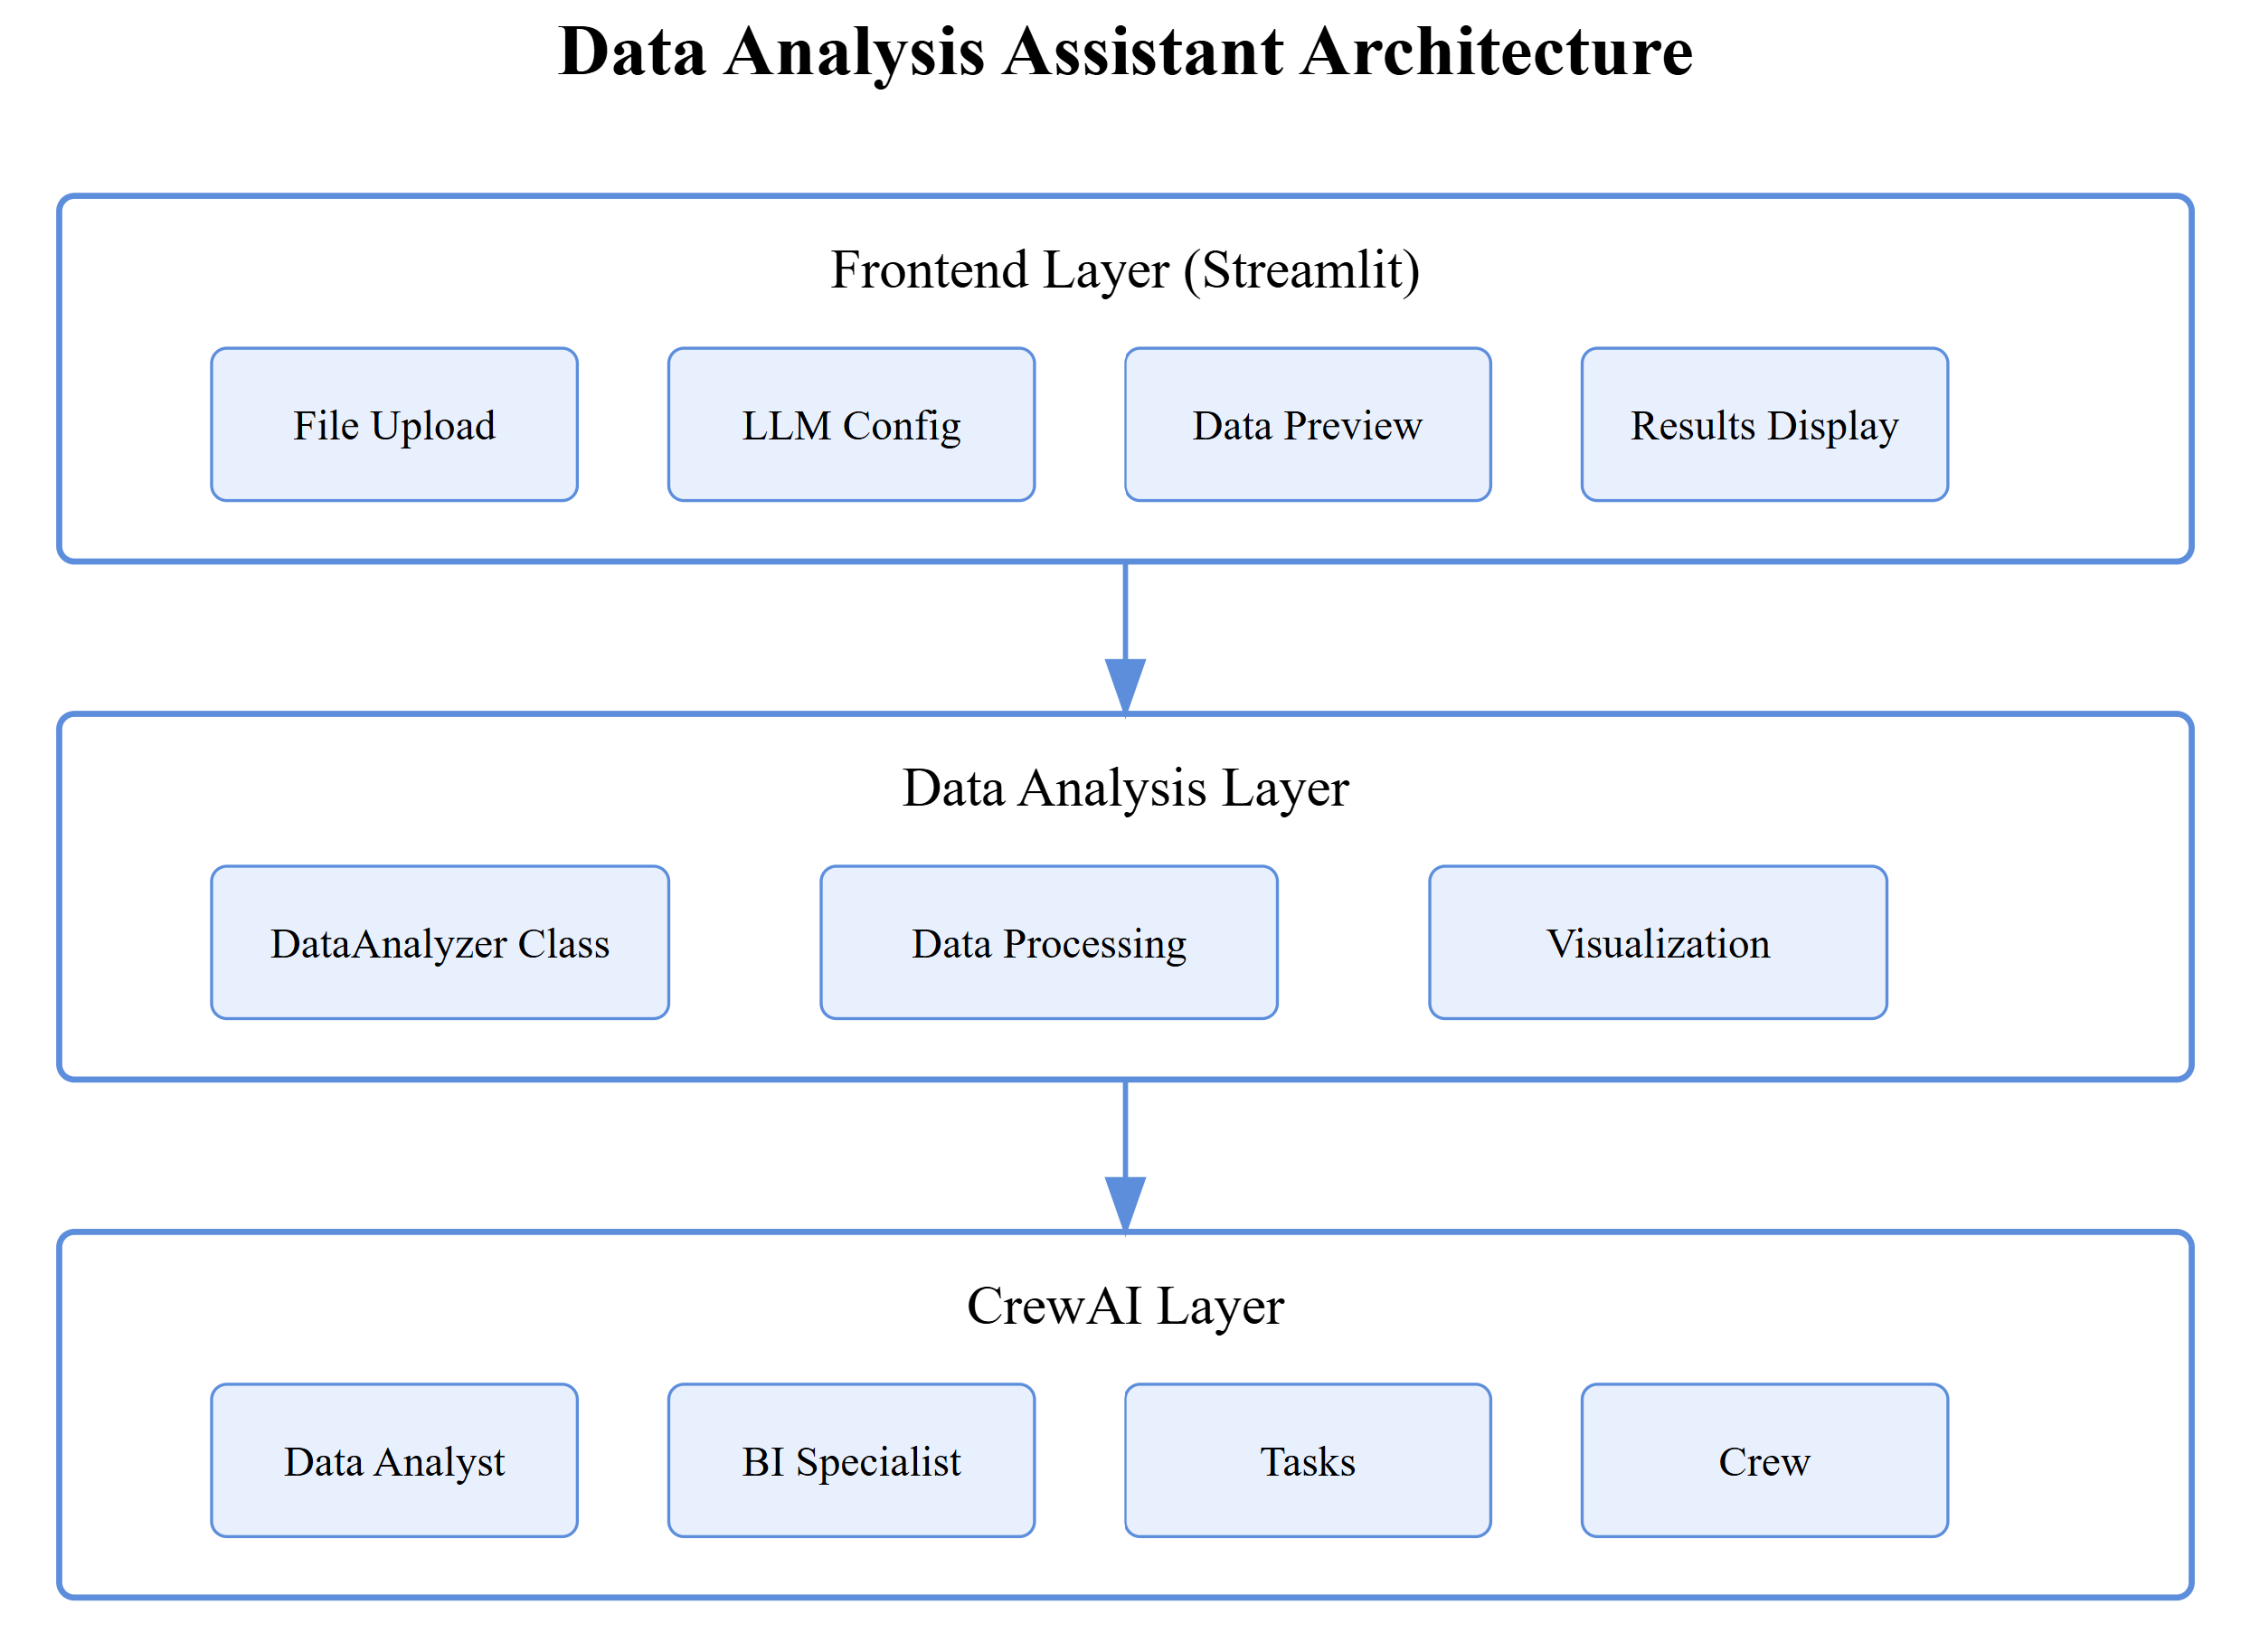 Data Analysis Assistant Architecture
Frontend Layer (Streamlit)
File Upload
LLM Config
Data Preview
Results Display
Data Analysis Layer
DataAnalyzer Class
Data Processing
Visualization
CrewAI Layer
Data Analyst
BI Specialist
Tasks
Crew